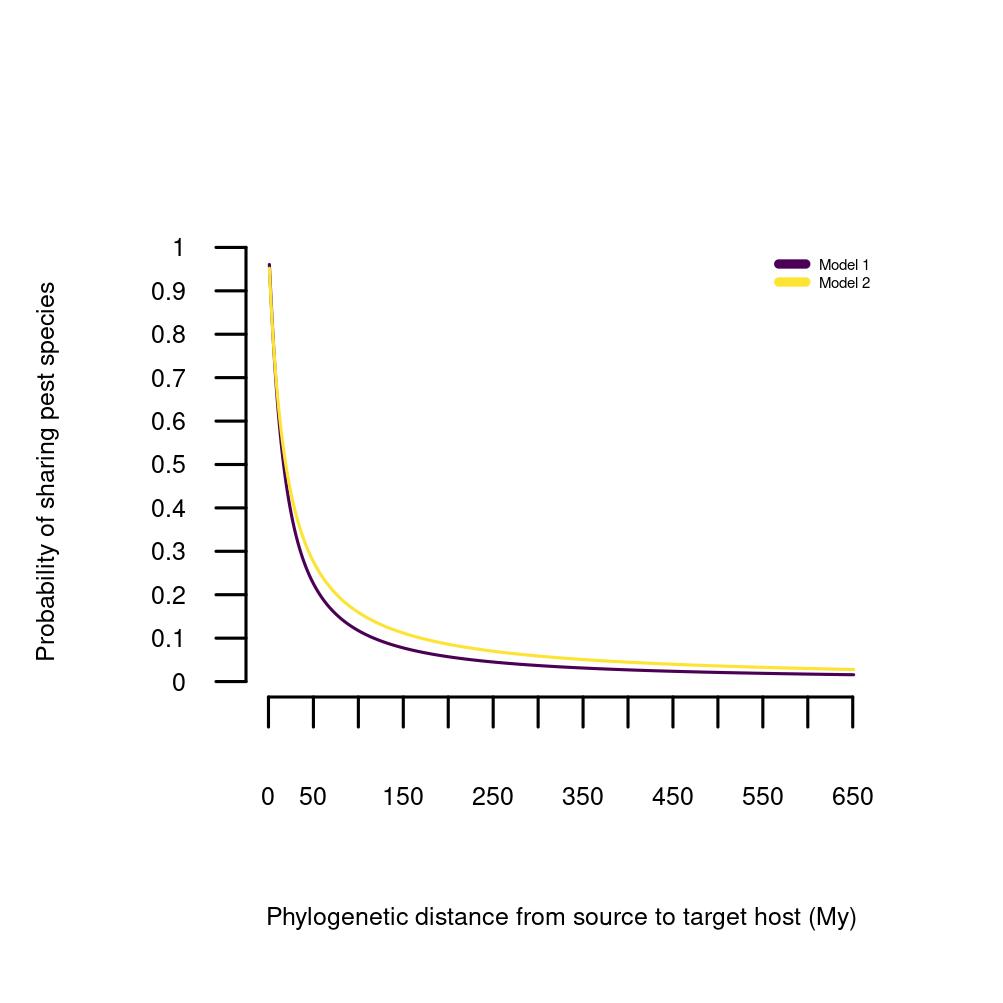 Model 1
Model 2
Probability of sharing pest species
1
0.9
0.8
0.7
0.6
0.5
0.4
0.3
0.2
0.1
0
0 50 150 250 350 450 550 650
Phylogenetic distance from source to target host (My)